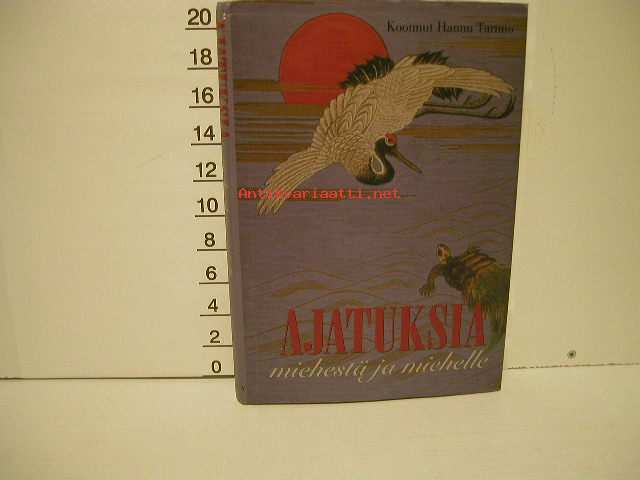 Koonnut Hannu Tarmio
Antikvariaatti.net
AJATUKSIA
miehestä ja miehelle
20
18
16
14
12
10
8
6
4
2
0